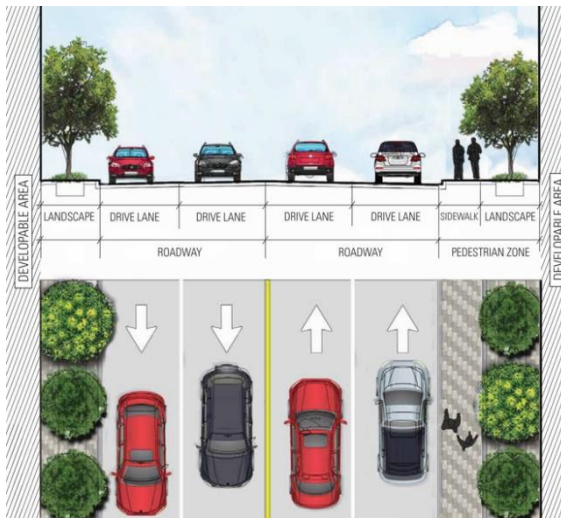 DEVELOPABLE AREA
LANDSCAPE
DRIVE LANE
DRIVE LANE
DRIVE LANE
DRIVE LANE
SIDEWALK
LANDSCAPE
ROADWAY
ROADWAY
PEDESTRIAN ZONE
DEVELOPABLE AREA